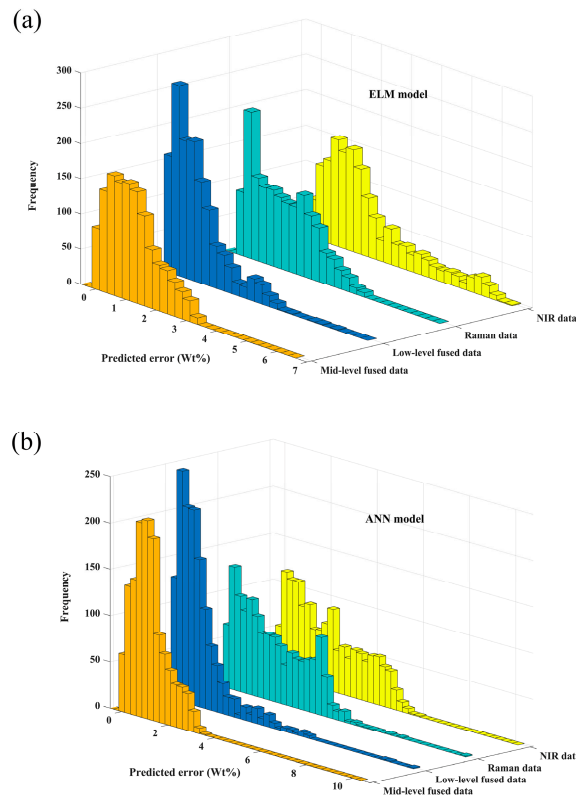 (a)
300
250
200
150
100
50
0
Frequency
ELM model
0
1
2
3
4
5
6
7
Predicted error (Wt%)
Mid-level fused data
Low-level fused data
Raman data
NIR data
(b)
250
200
150
100
50
0
Frequency
ANN model
0
2
4
6
8
10
Predicted error (Wt%)
Mid-level fused data
Low-level fused data
Raman data
NIR dat